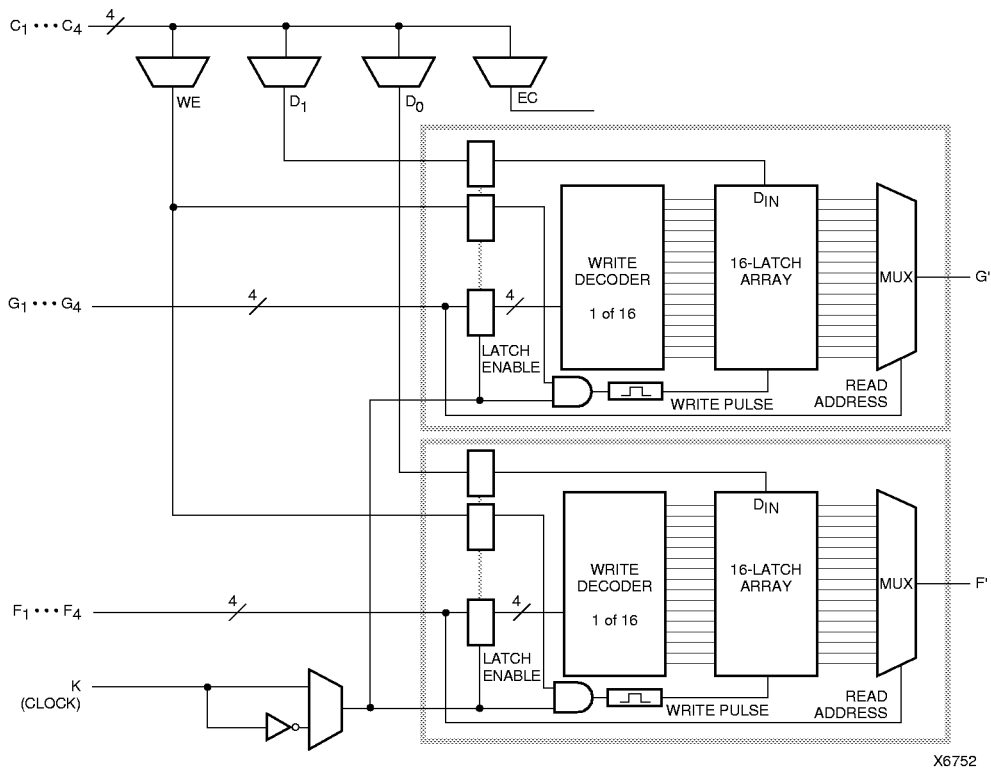 C1 ••• C4 4
WE D1 D0 EC
DIN
WRITE DECODER
1 of 16
16-LATCH ARRAY
MUX
G'
G1 ••• G4 4
4
LATCH ENABLE
WRITE PULSE
READ ADDRESS
DIN
WRITE DECODER
1 of 16
16-LATCH ARRAY
MUX
F'
F1 ••• F4 4
4
LATCH ENABLE
WRITE PULSE
READ ADDRESS
K
(CLOCK)
X6752